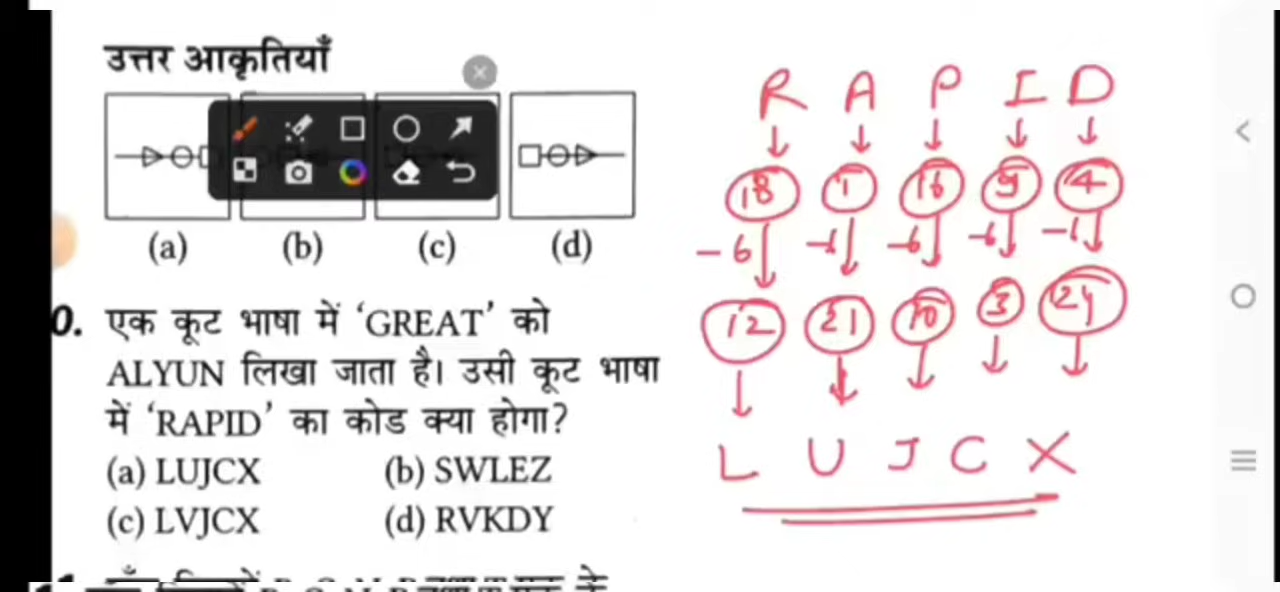 उत्तर आकृतियाँ
(a) (b) (c) (d)
0. एक कूट भाषा में ‘GREAT’ को
ALYUN लिखा जाता है। उसी कूट भाषा
में ‘RAPID’ का कोड क्या होगा?
(a) LUJCX (b) SWLEZ
(c) LVJCX (d) RVKDY
R A P I D
18 1 16 9 4
-6 -6 -6 -6 -6
12 21 10 3 24
L U J C X